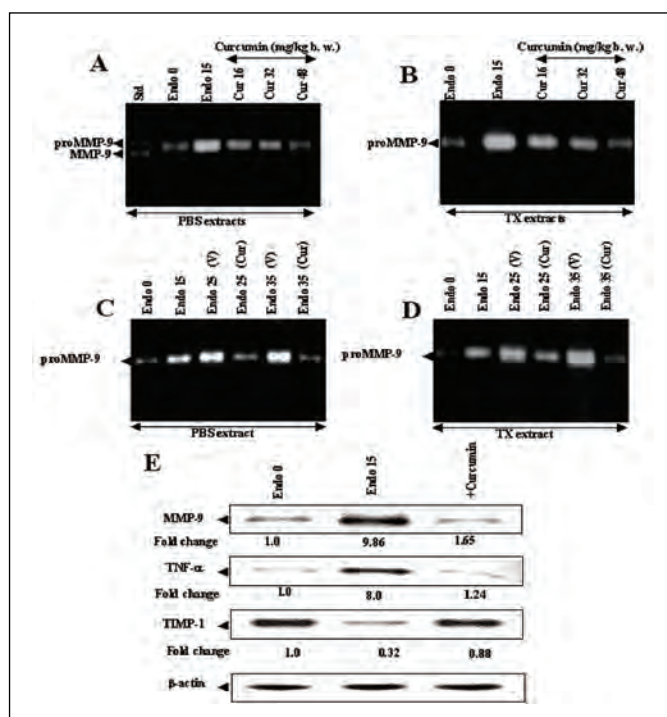 Curcumin (mg/kg b. w.)
A
Std
Endo 0
Endo 15
Cur 16
Cur 32
Cur 48
proMMP-9
MMP-9
PBS extracts
Curcumin (mg/kg b. w.)
B
Endo 0
Endo 15
Cur 16
Cur 32
Cur 48
proMMP-9
TX extracts
C
Endo 0
Endo 15
Endo 25 (V)
Endo 25 (Cur)
Endo 35 (V)
Endo 35 (Cur)
proMMP-9
PBS extract
D
Endo 0
Endo 15
Endo 25 (V)
Endo 25 (Cur)
Endo 35 (V)
Endo 35 (Cur)
proMMP-9
TX extract
E
Endo 0
Endo 15
+Curcumin
MMP-9
Fold change 1.0 9.86 1.65
TNF-α
Fold change 1.0 8.0 1.24
TIMP-1
Fold change 1.0 0.32 0.88
β-actin